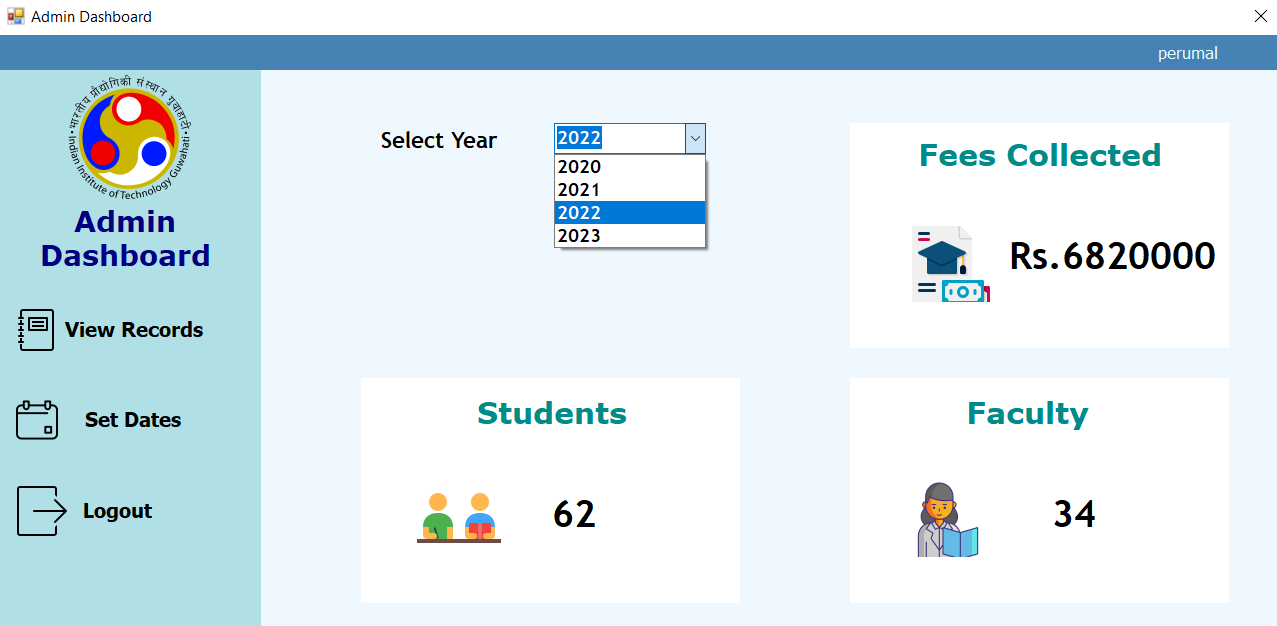 Admin Dashboard
perumal
भारतीय प्रौद्योगिकी संस्थान गुवाहाटी
Indian Institute of Technology Guwahati
Admin
Dashboard
View Records
Set Dates
Logout
Select Year
2022
2020
2021
2022
2023
Fees Collected
Rs.6820000
Students
62
Faculty
34